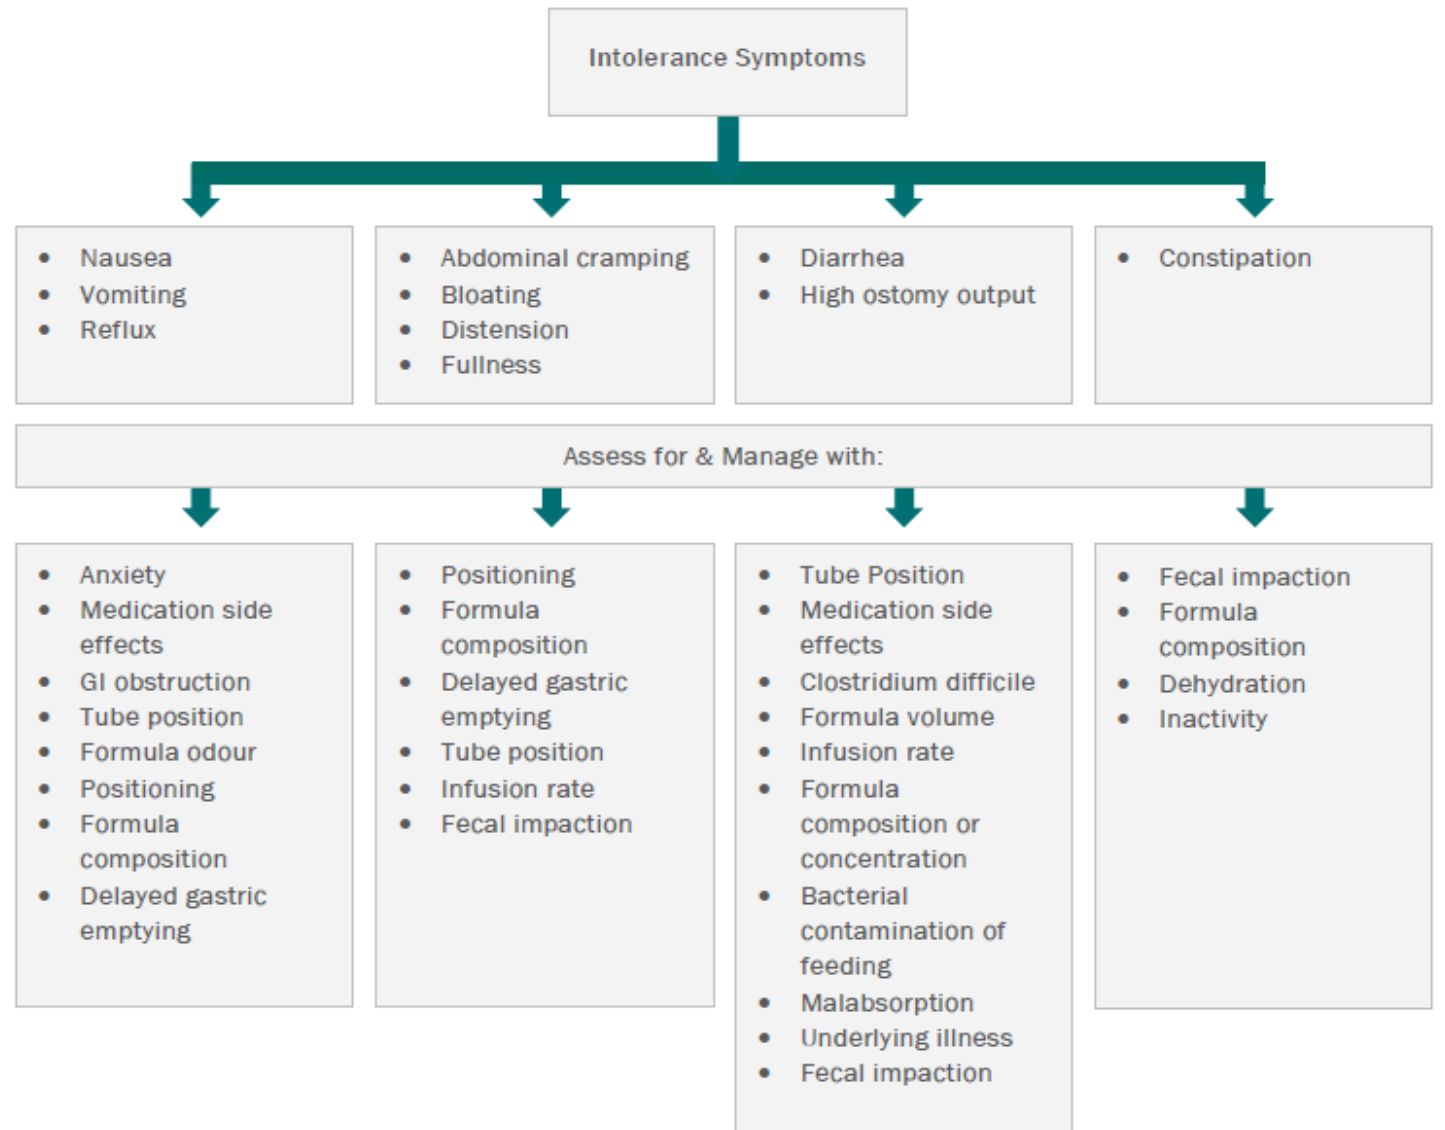 Intolerance Symptoms
• Nausea
• Vomiting
• Reflux
• Abdominal cramping
• Bloating
• Distension
• Fullness
• Diarrhea
• High ostomy output
• Constipation
Assess for & Manage with:
• Anxiety
• Medication side
effects
• GI obstruction
• Tube position
• Formula odour
• Positioning
• Formula
composition
• Delayed gastric
emptying
• Positioning
• Formula
composition
• Delayed gastric
emptying
• Tube position
• Infusion rate
• Fecal impaction
• Tube Position
• Medication side
effects
• Clostridium difficile
• Formula volume
• Infusion rate
• Formula
composition or
concentration
• Bacterial
contamination of
feeding
• Malabsorption
• Underlying illness
• Fecal impaction
• Fecal impaction
• Formula
composition
• Dehydration
• Inactivity